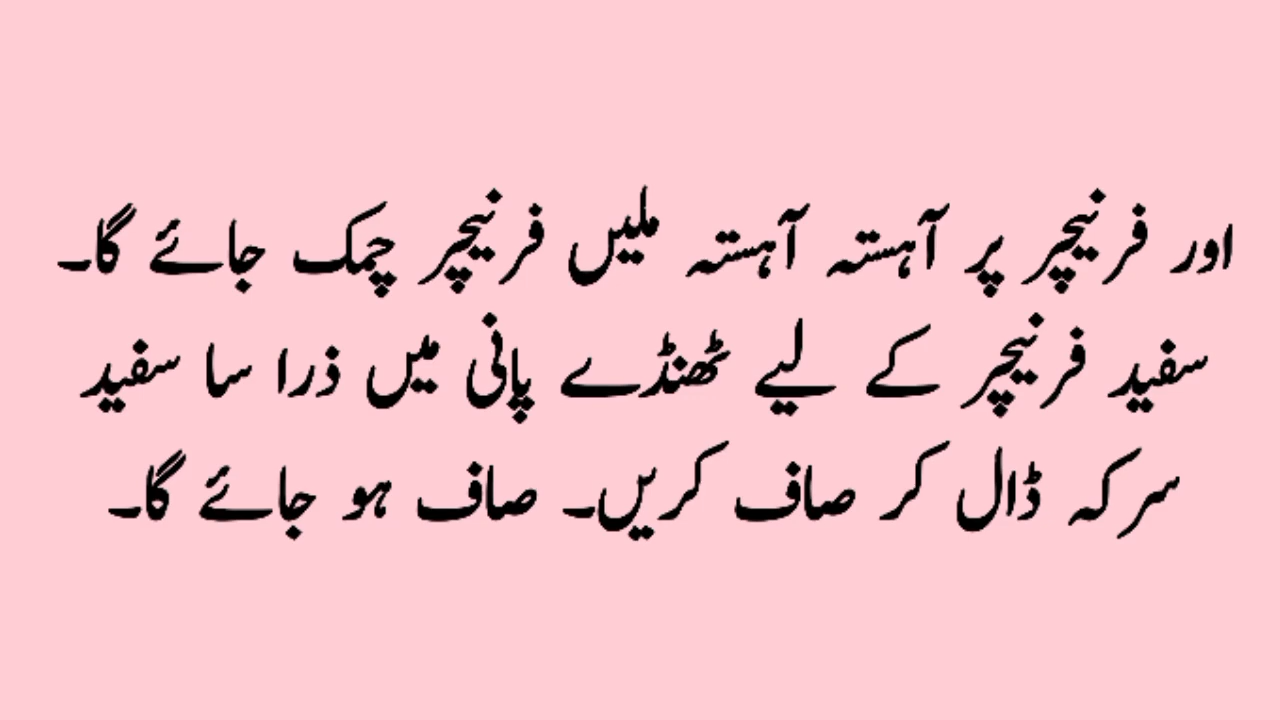 اور فرنیچر پر آہستہ آہستہ ملیں فرنیچر چمک جائے گا۔
سفید فرنیچر کے لیے ٹھنڈے پانی میں ذرا سا سفید
سرکہ ڈال کر صاف کریں۔ صاف ہو جائے گا۔